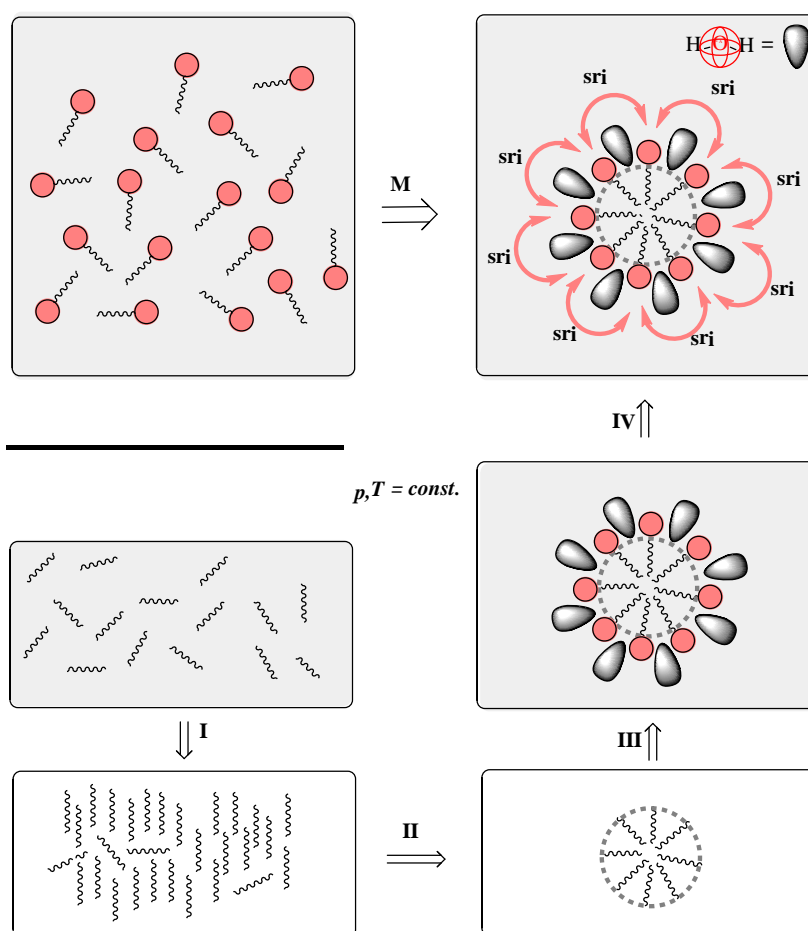 H O H =
sri
sri
sri
sri
M
sri
sri
sri
sri
IV
p,T = const.
I
III
II